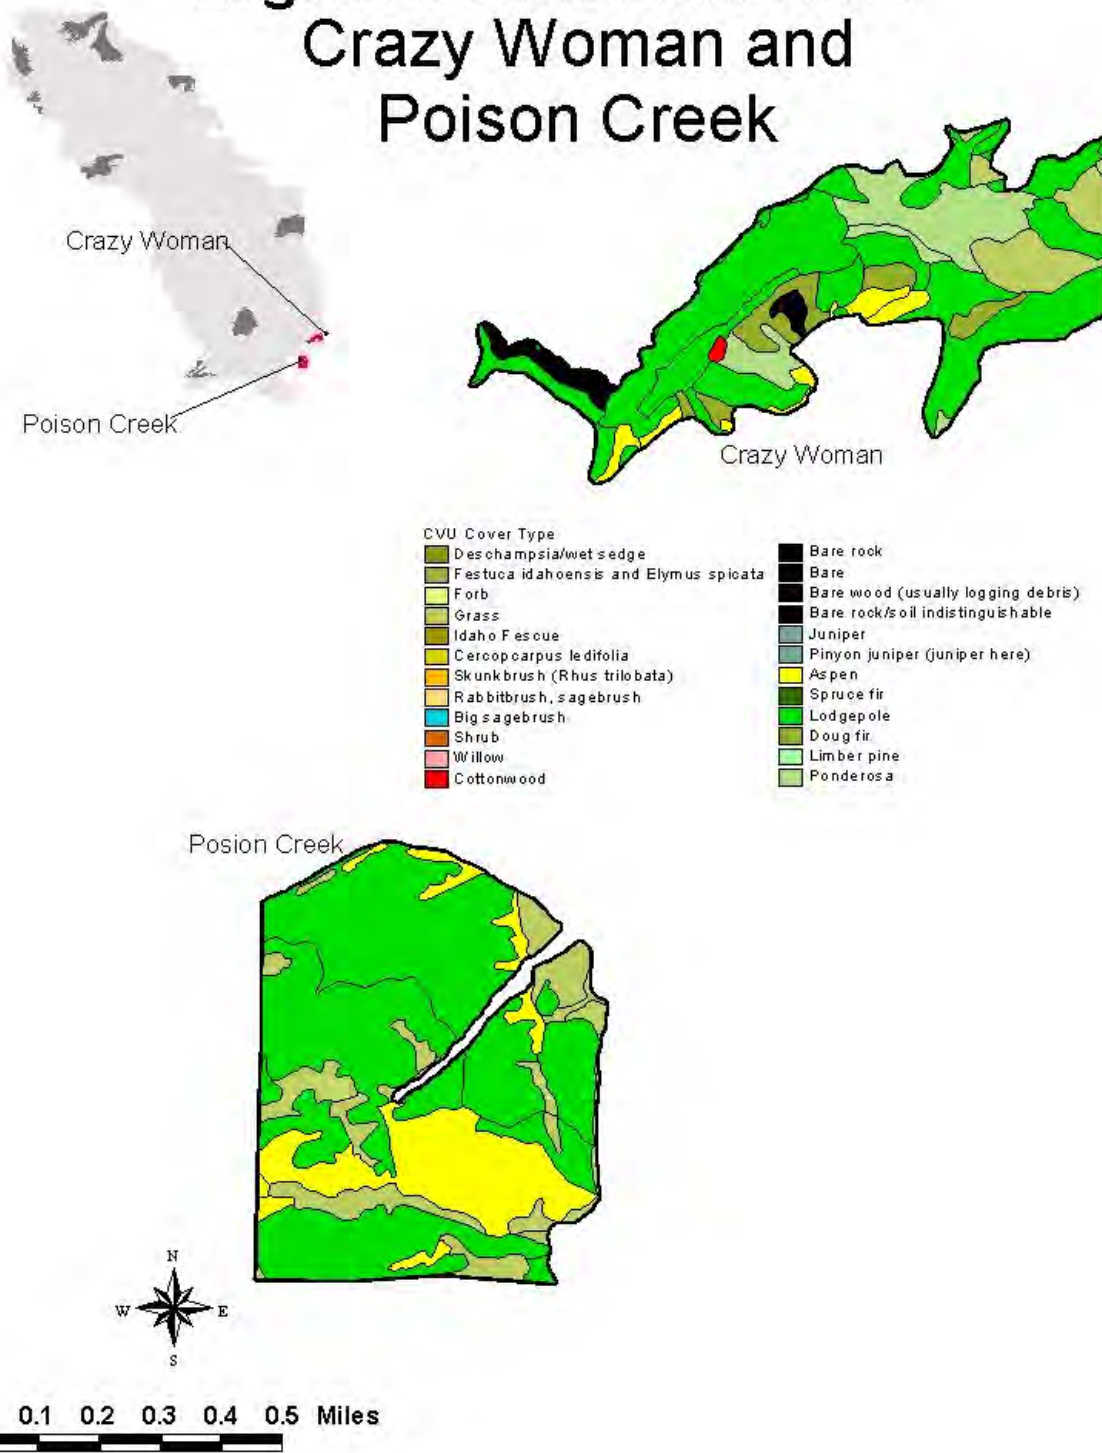 Crazy Woman and
Poison Creek
Crazy Woman
Poison Creek
Crazy Woman
CVU Cover Type
Deschampsia/wet sedge
Festuca idahoensis and Elymus spicata
Forb
Grass
Idaho Fescue
Cercopcarpus ledifolia
Skunkbrush (Rhus trilobata)
Rabbitbrush, sagebrush
Big sagebrush
Shrub
Willow
Cottonwood
Bare rock
Bare
Bare wood (usually logging debris)
Bare rock/soil indistinguishable
Juniper
Pinyon juniper (juniper here)
Aspen
Spruce fir
Lodgepole
Doug fir
Limber pine
Ponderosa
Posion Creek
N
W E
S
0.1 0.2 0.3 0.4 0.5 Miles